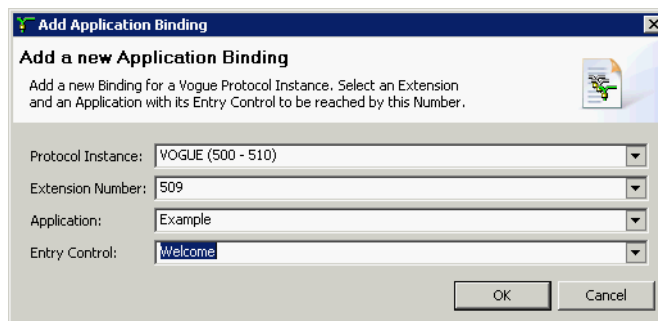 Add Application Binding
Add a new Application Binding
Add a new Binding for a Vogue Protocol Instance. Select an Extension
and an Application with its Entry Control to be reached by this Number.
Protocol Instance: VOGUE (500 - 510)
Extension Number: 509
Application: Example
Entry Control: Welcome
OK Cancel